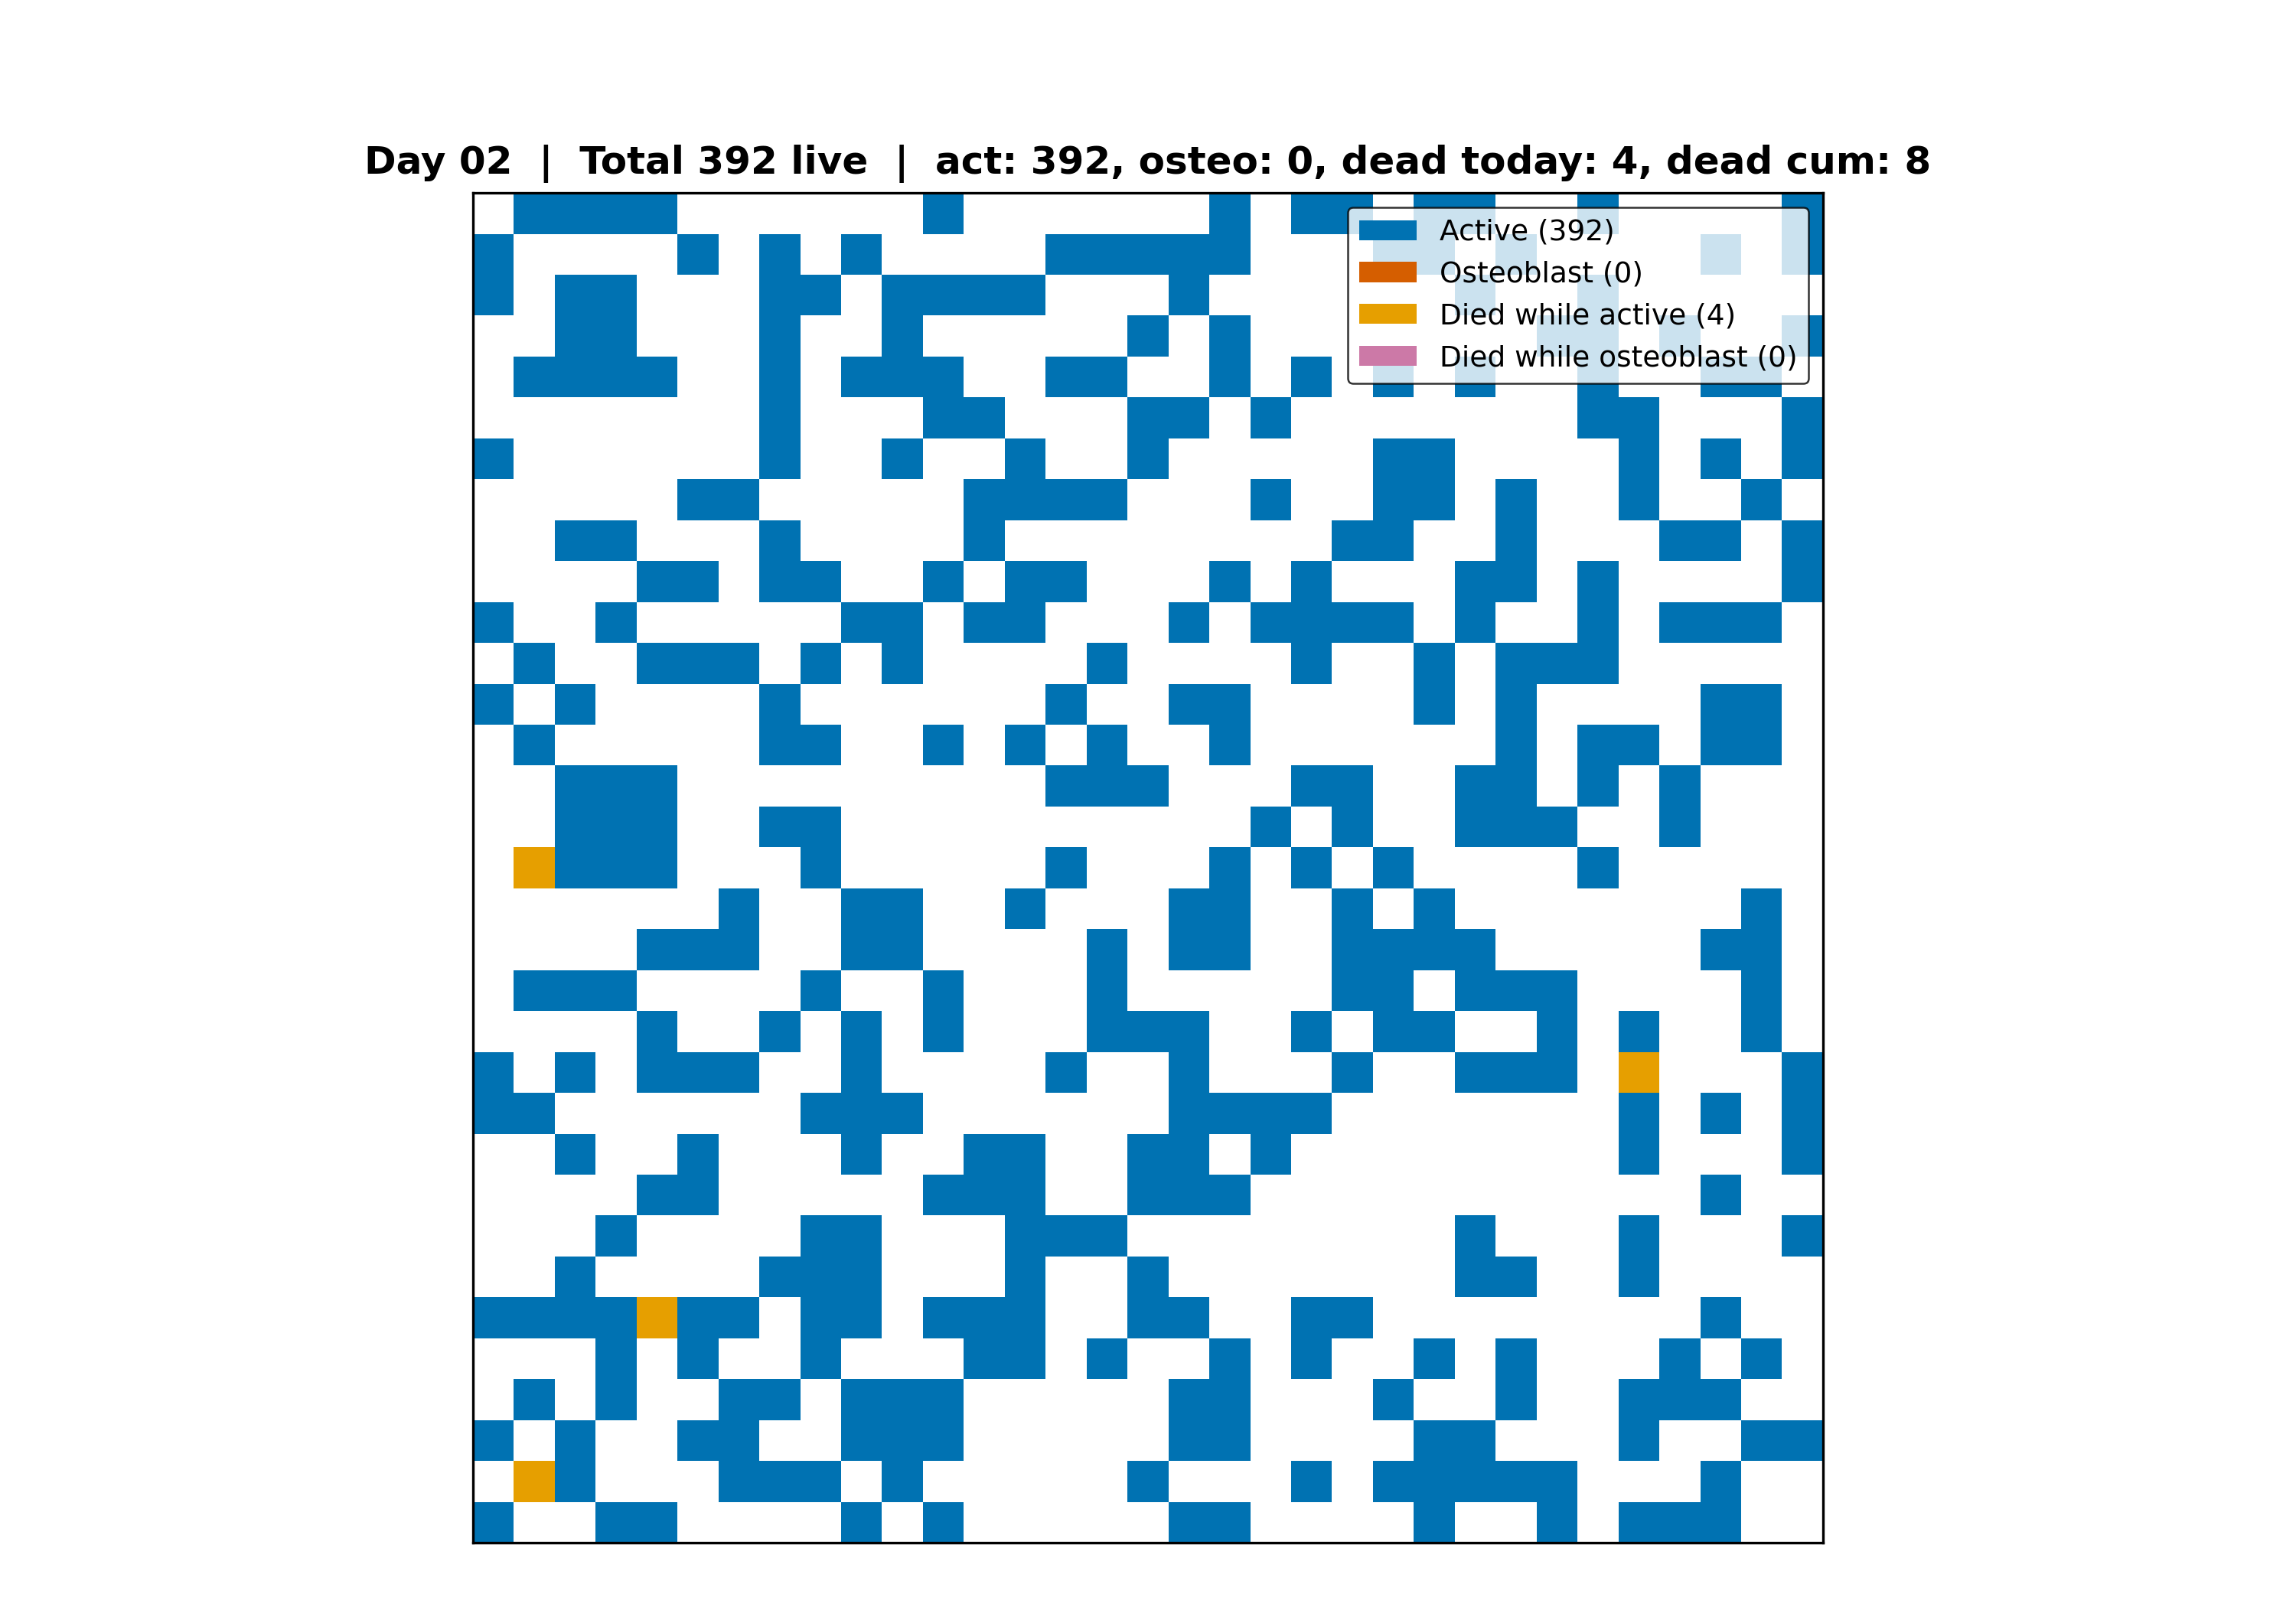 Day 02 | Total 392 live | act: 392, osteo: 0, dead today: 4, dead cum: 8
Active (392)
Osteoblast (0)
Died while active (4)
Died while osteoblast (0)